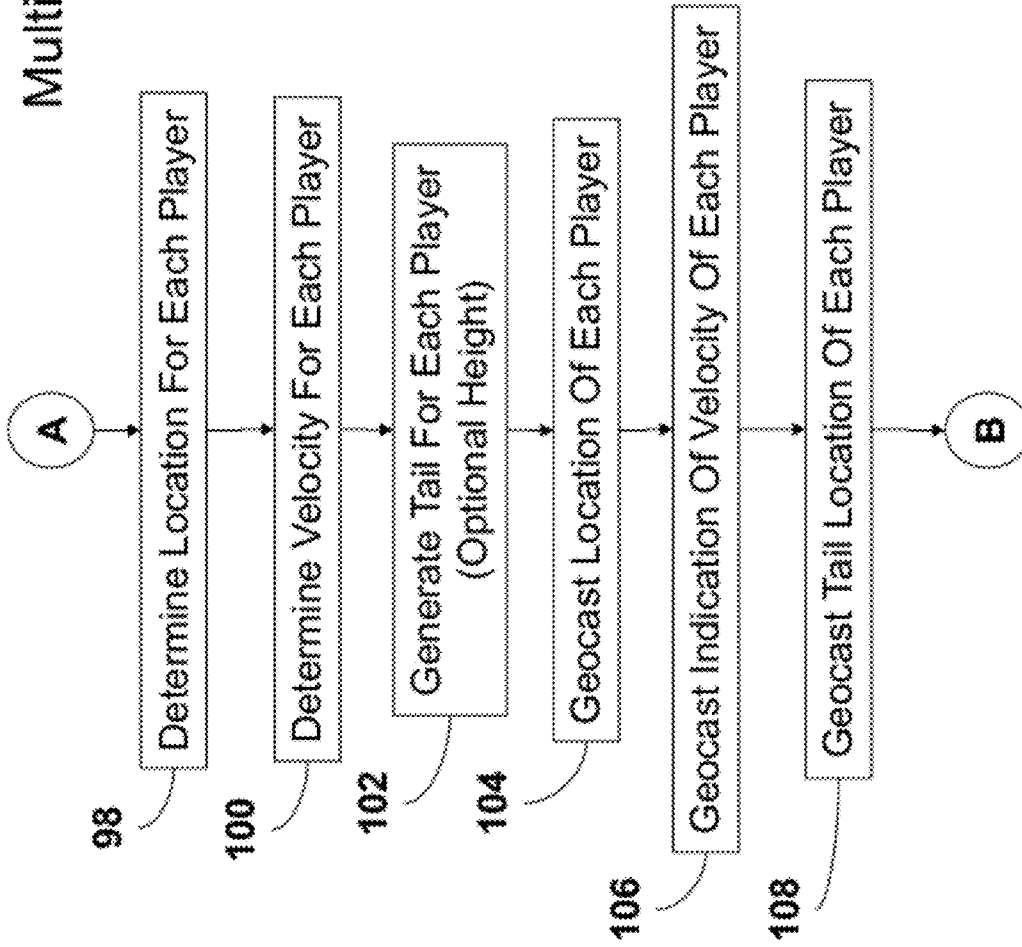 Multi
A
98
Determine Location For Each Player
100
Determine Velocity For Each Player
102
Generate Tail For Each Player
(Optional Height)
104
Geocast Location Of Each Player
106
Geocast Indication Of Velocity Of Each Player
108
Geocast Tail Location Of Each Player
B